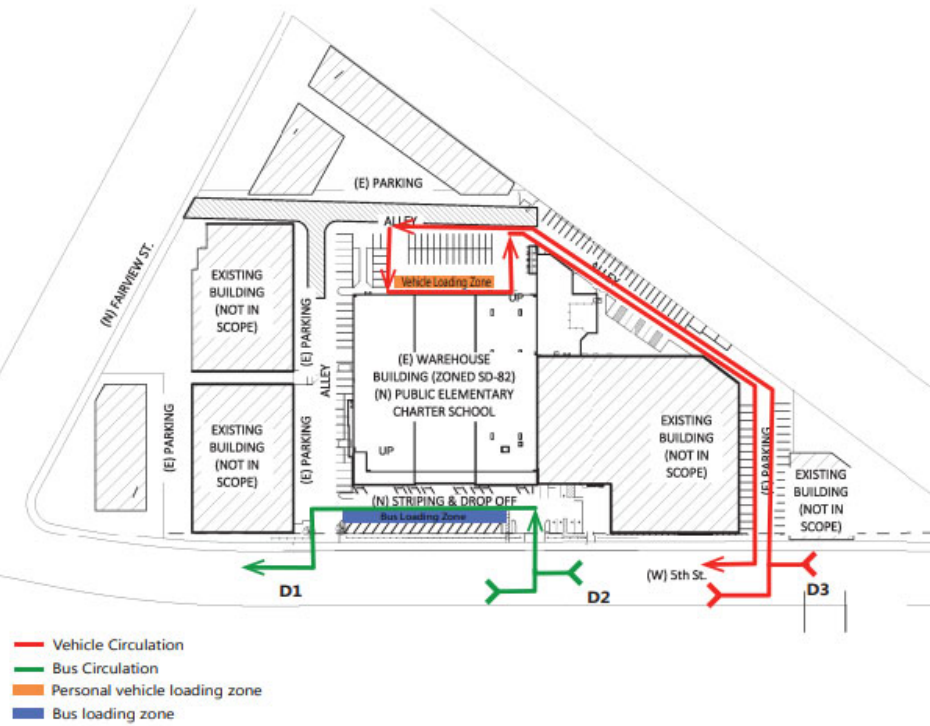 (E) PARKING
ALLEY
(N) FAIRVIEW ST.
EXISTING
BUILDING
(NOT IN
SCOPE)
(E) PARKING
ALLEY
Vehicle Loading Zone
UP
ALLEY
(E) WAREHOUSE
BUILDING (ZONED SD-82)
(N) PUBLIC ELEMENTARY
CHARTER SCHOOL
UP
(E) PARKING
EXISTING
BUILDING
(NOT IN
SCOPE)
(E) PARKING
EXISTING
BUILDING
(NOT IN
SCOPE)
(E) PARKING
EXISTING
BUILDING
(NOT IN
SCOPE)
(N) STRIPING & DROP OFF
Bus Loading Zone
(W) 5th St.
D1
D2
D3
Vehicle Circulation
Bus Circulation
Personal vehicle loading zone
Bus loading zone